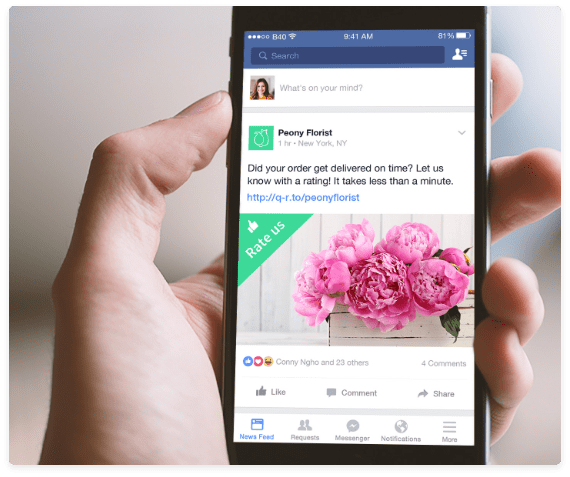 B40 9:41 AM 81%
Search
What's on your mind?
Peony Florist
1 hr • New York, NY
Did your order get delivered on time? Let us
know with a rating! It takes less than a minute.
http://q-r.to/peonyflorist
Rate us
Conny Ngho and 23 others 4 Comments
Like Comment Share
News Feed Requests Messenger Notifications More